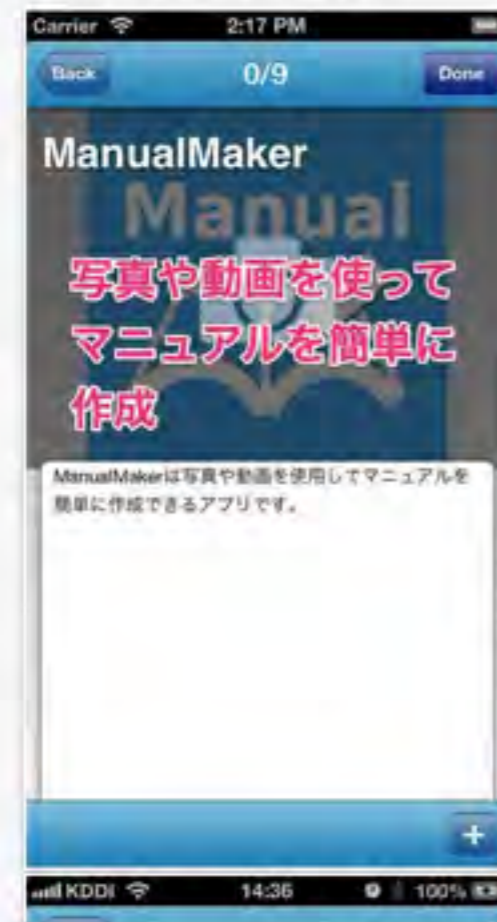 Carrier 2:17 PM
Back 0/9 Done
ManualMaker
Manual
写真や動画を使って
マニュアルを簡単に
作成
ManualMakerは写真や動画を使用してマニュアルを
簡単に作成できるアプリです。
+
KDDI 14:36 100%